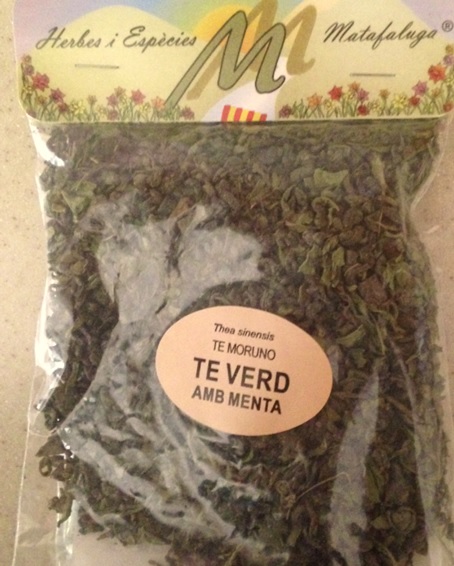 Herbes i Espècies M Matafaluga®
Thea sinensis
TE MORUNO
TE VERD
AMB MENTA